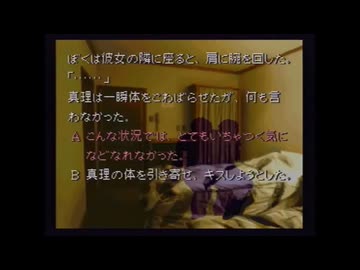 ぼくは彼女の隣に座ると、肩に腕を回した。
「‥‥‥」
真理は一瞬体をこわばらせたが、何も言
わなかった。
A こんな状況では、とてもいちゃつく気に
などなれなかった。
B 真理の体を引き寄せ、キスしようとした。